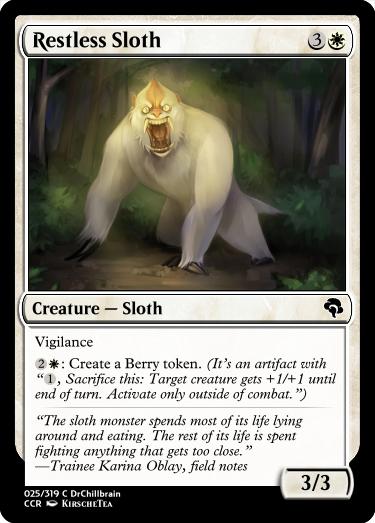 Restless Sloth 3
Creature — Sloth
Vigilance
2: Create a Berry token. (It's an artifact with
“1, Sacrifice this: Target creature gets +1/+1 until
end of turn. Activate only outside of combat.”)
“The sloth monster spends most of its life lying
around and eating. The rest of its life is spent
fighting anything that gets too close.”
—Trainee Karina Oblay, field notes
3/3
025/319 C DrChillbrain
CCR KirscheTea